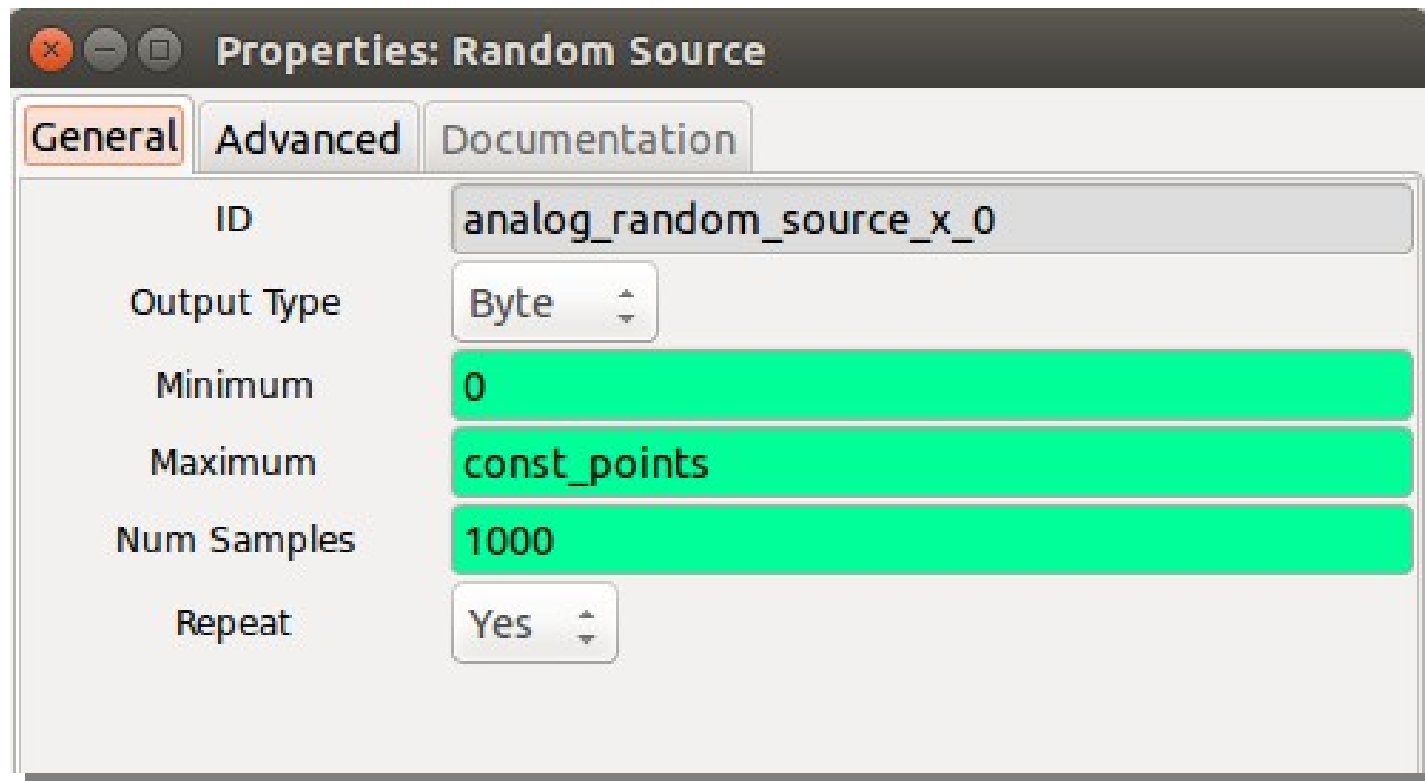 Properties: Random Source
General Advanced Documentation
ID analog_random_source_x_0
Output Type Byte
Minimum 0
Maximum const_points
Num Samples 1000
Repeat Yes